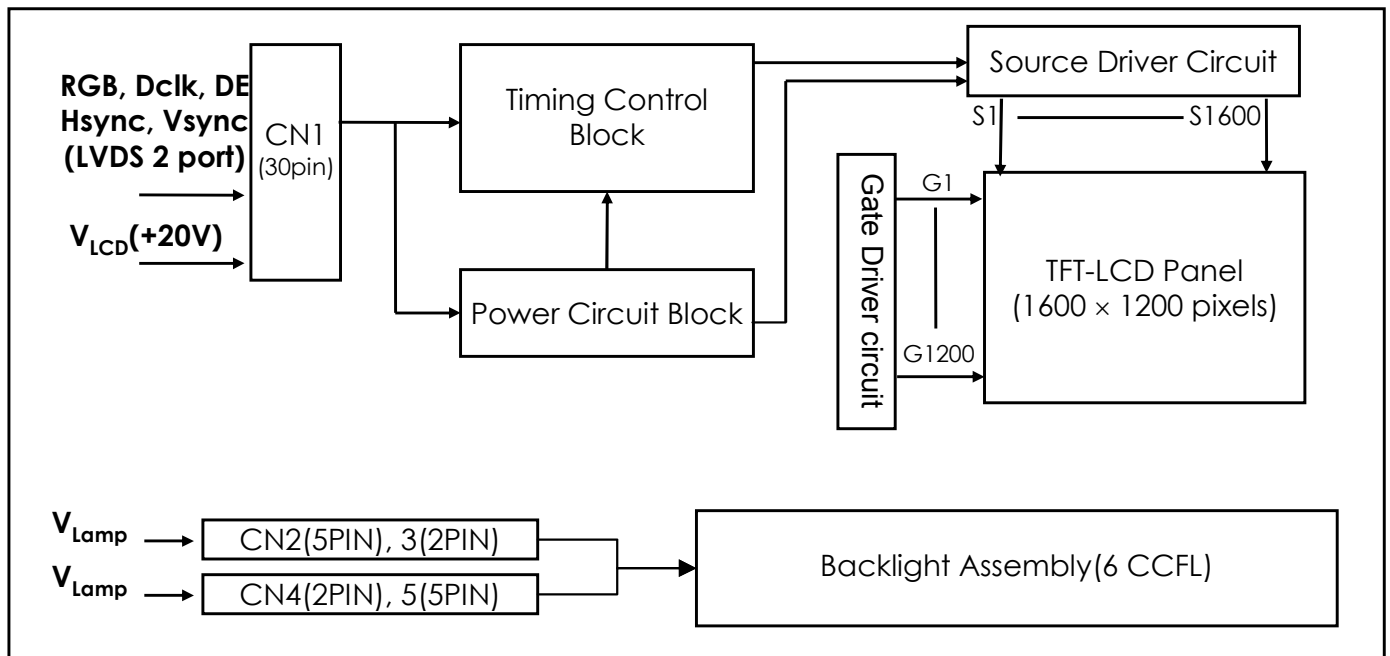 RGB, Dclk, DE
Hsync, Vsync
(LVDS 2 port)
VLCD(+20V)
CN1
(30pin)
Timing Control
Block
Power Circuit Block
Source Driver Circuit
S1
S1600
Gate Driver circuit
G1
G1200
TFT-LCD Panel
(1600 × 1200 pixels)
VLamp
CN2(5PIN), 3(2PIN)
VLamp
CN4(2PIN), 5(5PIN)
Backlight Assembly(6 CCFL)